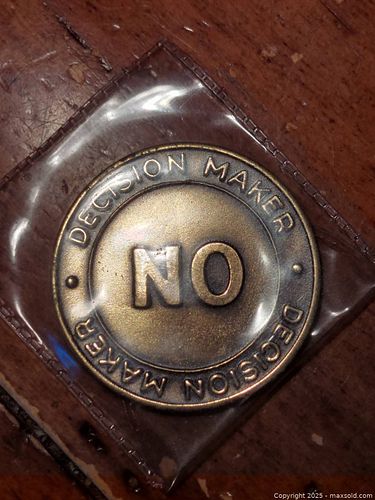 DECISION MAKER
NO
DECISION MAKER
Copyright 2025 - maxsold.com